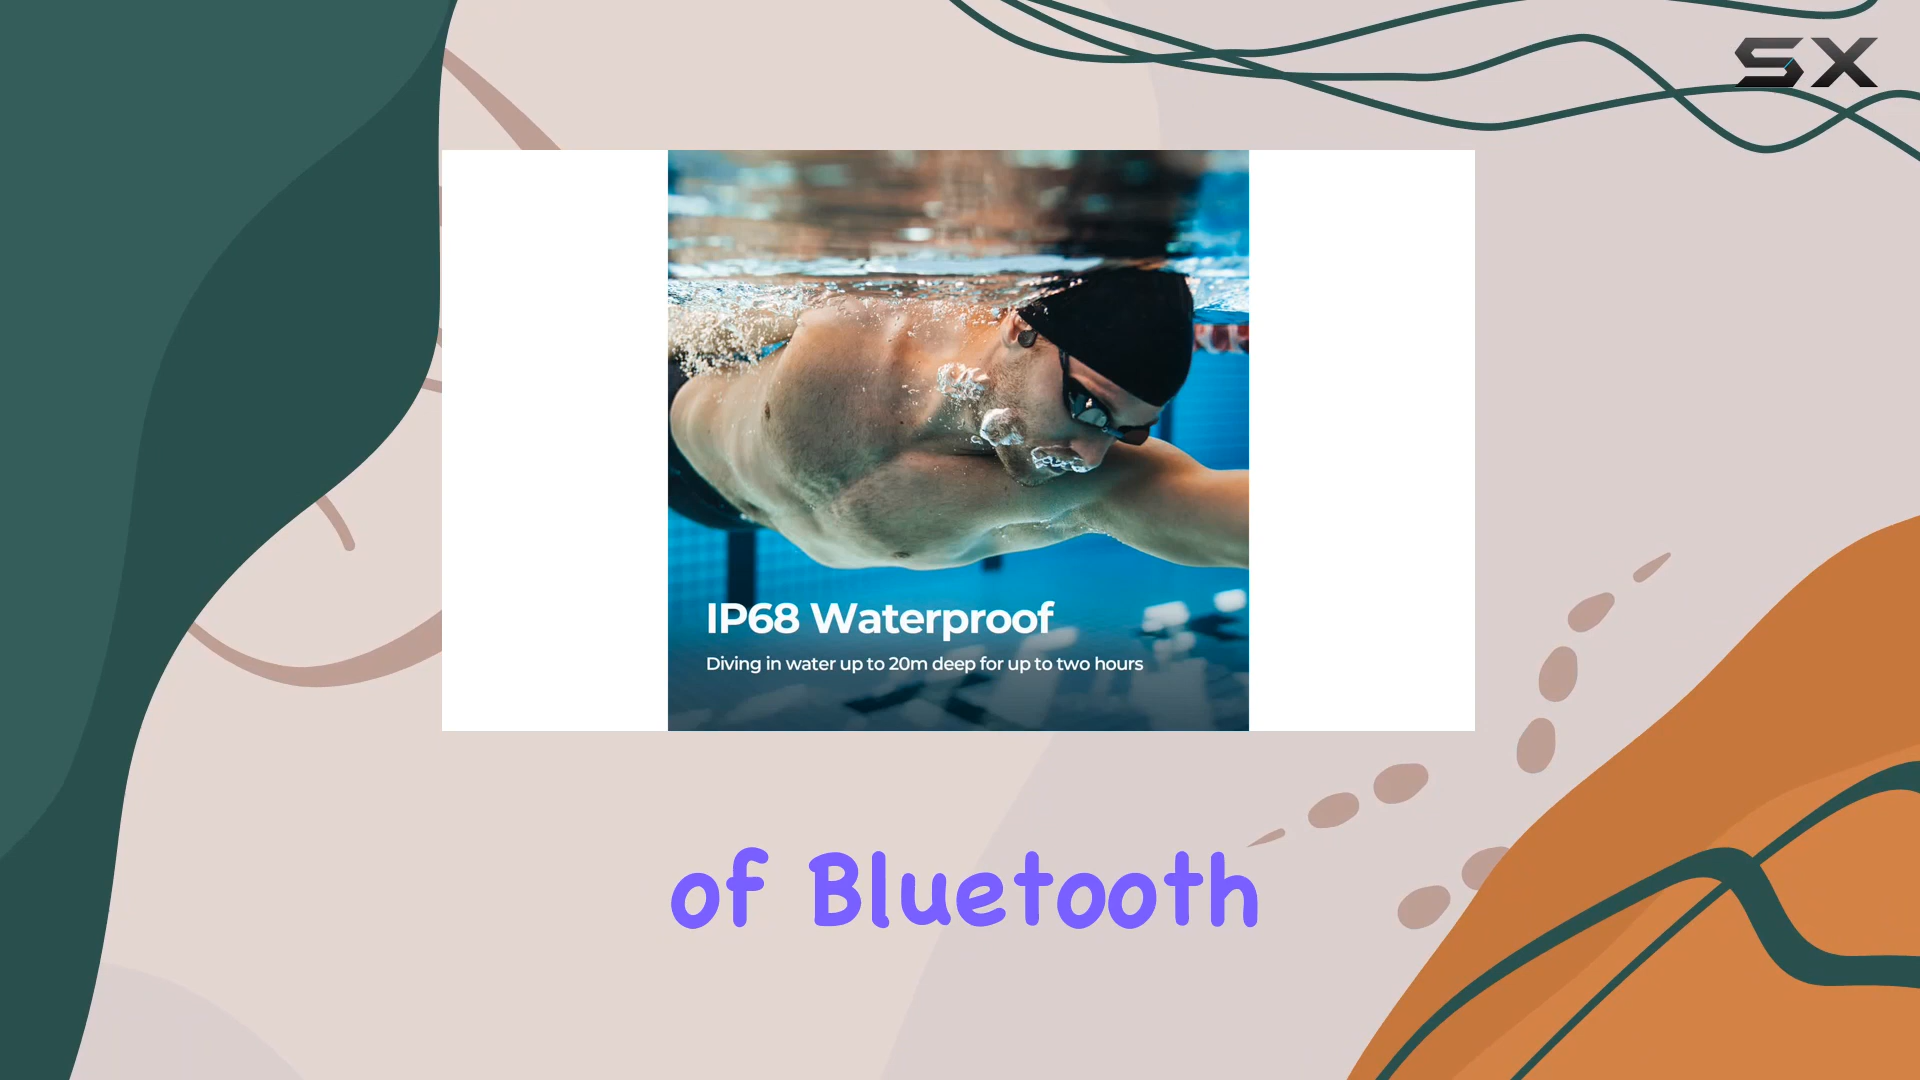 SX
IP68 Waterproof
Diving in water up to 20m deep for up to two hours
of Bluetooth